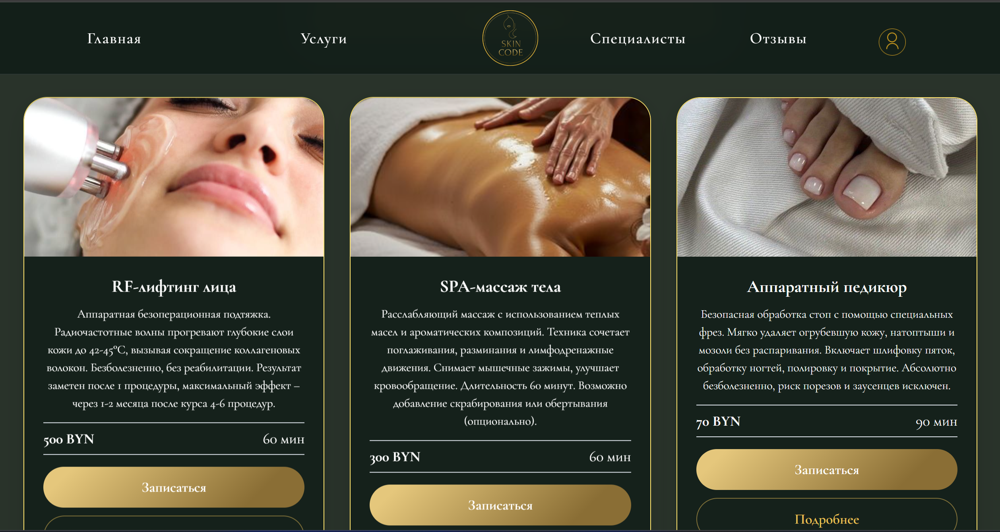 Главная
Услуги
SKIN
CODE
Специалисты
Отзывы
RF-лифтинг лица
Аппаратная безоперационная подтяжка.
Радиочастотные волны прогревают глубокие слои
кожи до 42-45°C, вызывая сокращение коллагеновых
волокон. Безболезненно, без реабилитации. Результат
заметен после 1 процедуры, максимальный эффект –
через 1-2 месяца после курса 4-6 процедур.
500 BYN
60 мин
Записаться
SPA-массаж тела
Расслабляющий массаж с использованием теплых
масел и ароматических композиций. Техника сочетает
поглаживания, разминания и лимфодренажные
движения. Снимает мышечные зажимы, улучшает
кровообращение. Длительность 60 минут. Возможно
добавление скрабирования или обертывания
(опционально).
300 BYN
60 мин
Записаться
Аппаратный педикюр
Безопасная обработка стоп с помощью специальных
фрез. Мягко удаляет огрубевшую кожу, натоптыши и
мозоли без распаривания. Включает шлифовку пяток,
обработку ногтей, полировку и покрытие. Абсолютно
безболезненно, риск порезов и заусенцев исключен.
70 BYN
90 мин
Записаться
Подробнее